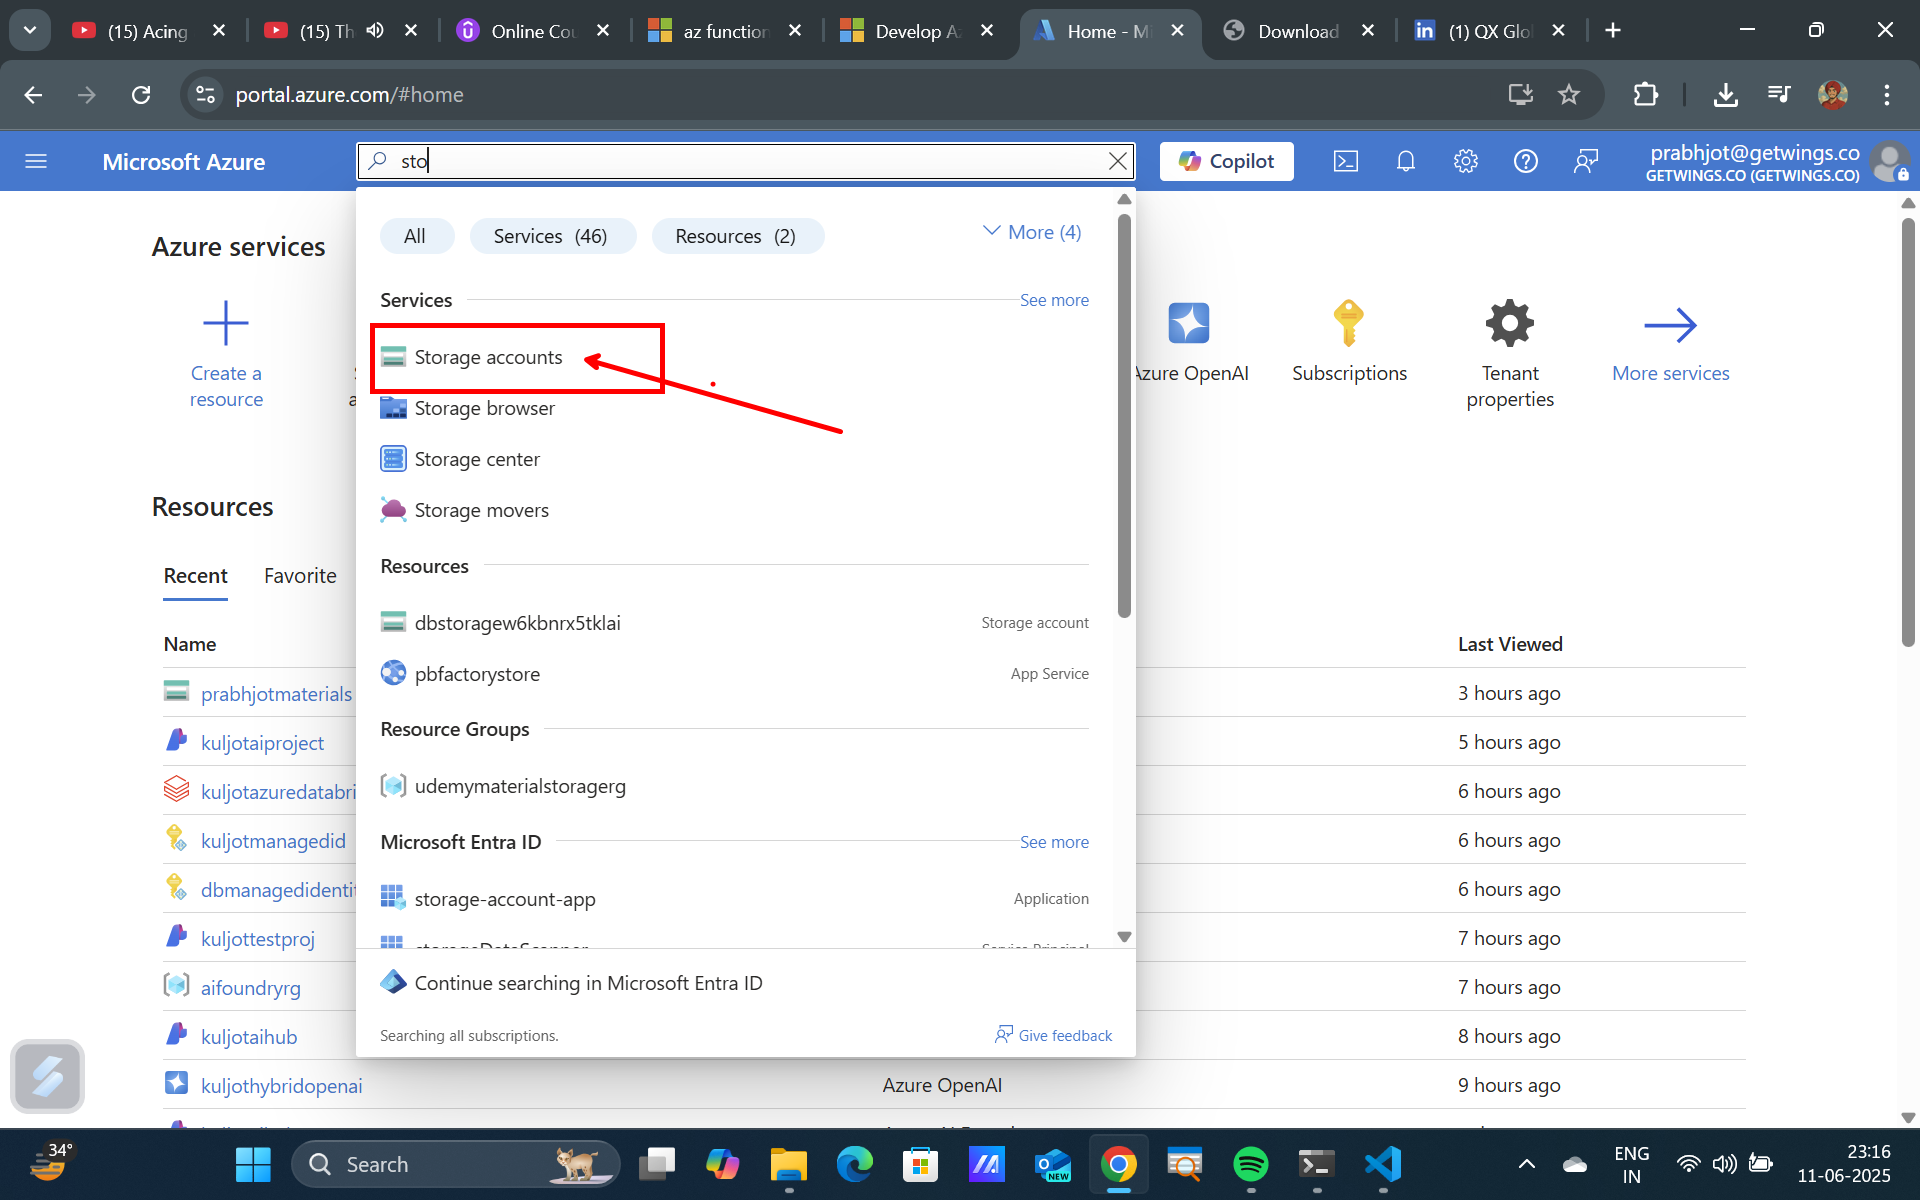 (15) Acing
(15) Th
Online Cou
az function
Develop A
Home - Mi
Download
(1) QX Glo
portal.azure.com/#home
Microsoft Azure
sto
Copilot
prabhjot@getwings.co
GETWINGS.CO (GETWINGS.CO)
All
Services (46)
Resources (2)
More (4)
Azure services
Services
See more
Create a
resource
Storage accounts
Storage browser
Storage center
Storage movers
Azure OpenAI
Subscriptions
Tenant
properties
More services
Resources
Recent
Favorite
Resources
dbstoragew6kbnrx5tklai
Storage account
pbfactorystore
App Service
Resource Groups
udemymaterialstoragerg
Microsoft Entra ID
See more
storage-account-app
Application
Continue searching in Microsoft Entra ID
Searching all subscriptions.
Give feedback
Name
Last Viewed
prabhjotmaterials
3 hours ago
kuljotaiproject
5 hours ago
kuljotazuredatabri
6 hours ago
kuljotmanagedid
6 hours ago
dbmanagedidentit
6 hours ago
kuljottestproj
7 hours ago
aifoundryrg
7 hours ago
kuljotaihub
8 hours ago
kuljothybridopenai
Azure OpenAI
9 hours ago
34°
Search
NEW
ENG
IN
23:16
11-06-2025